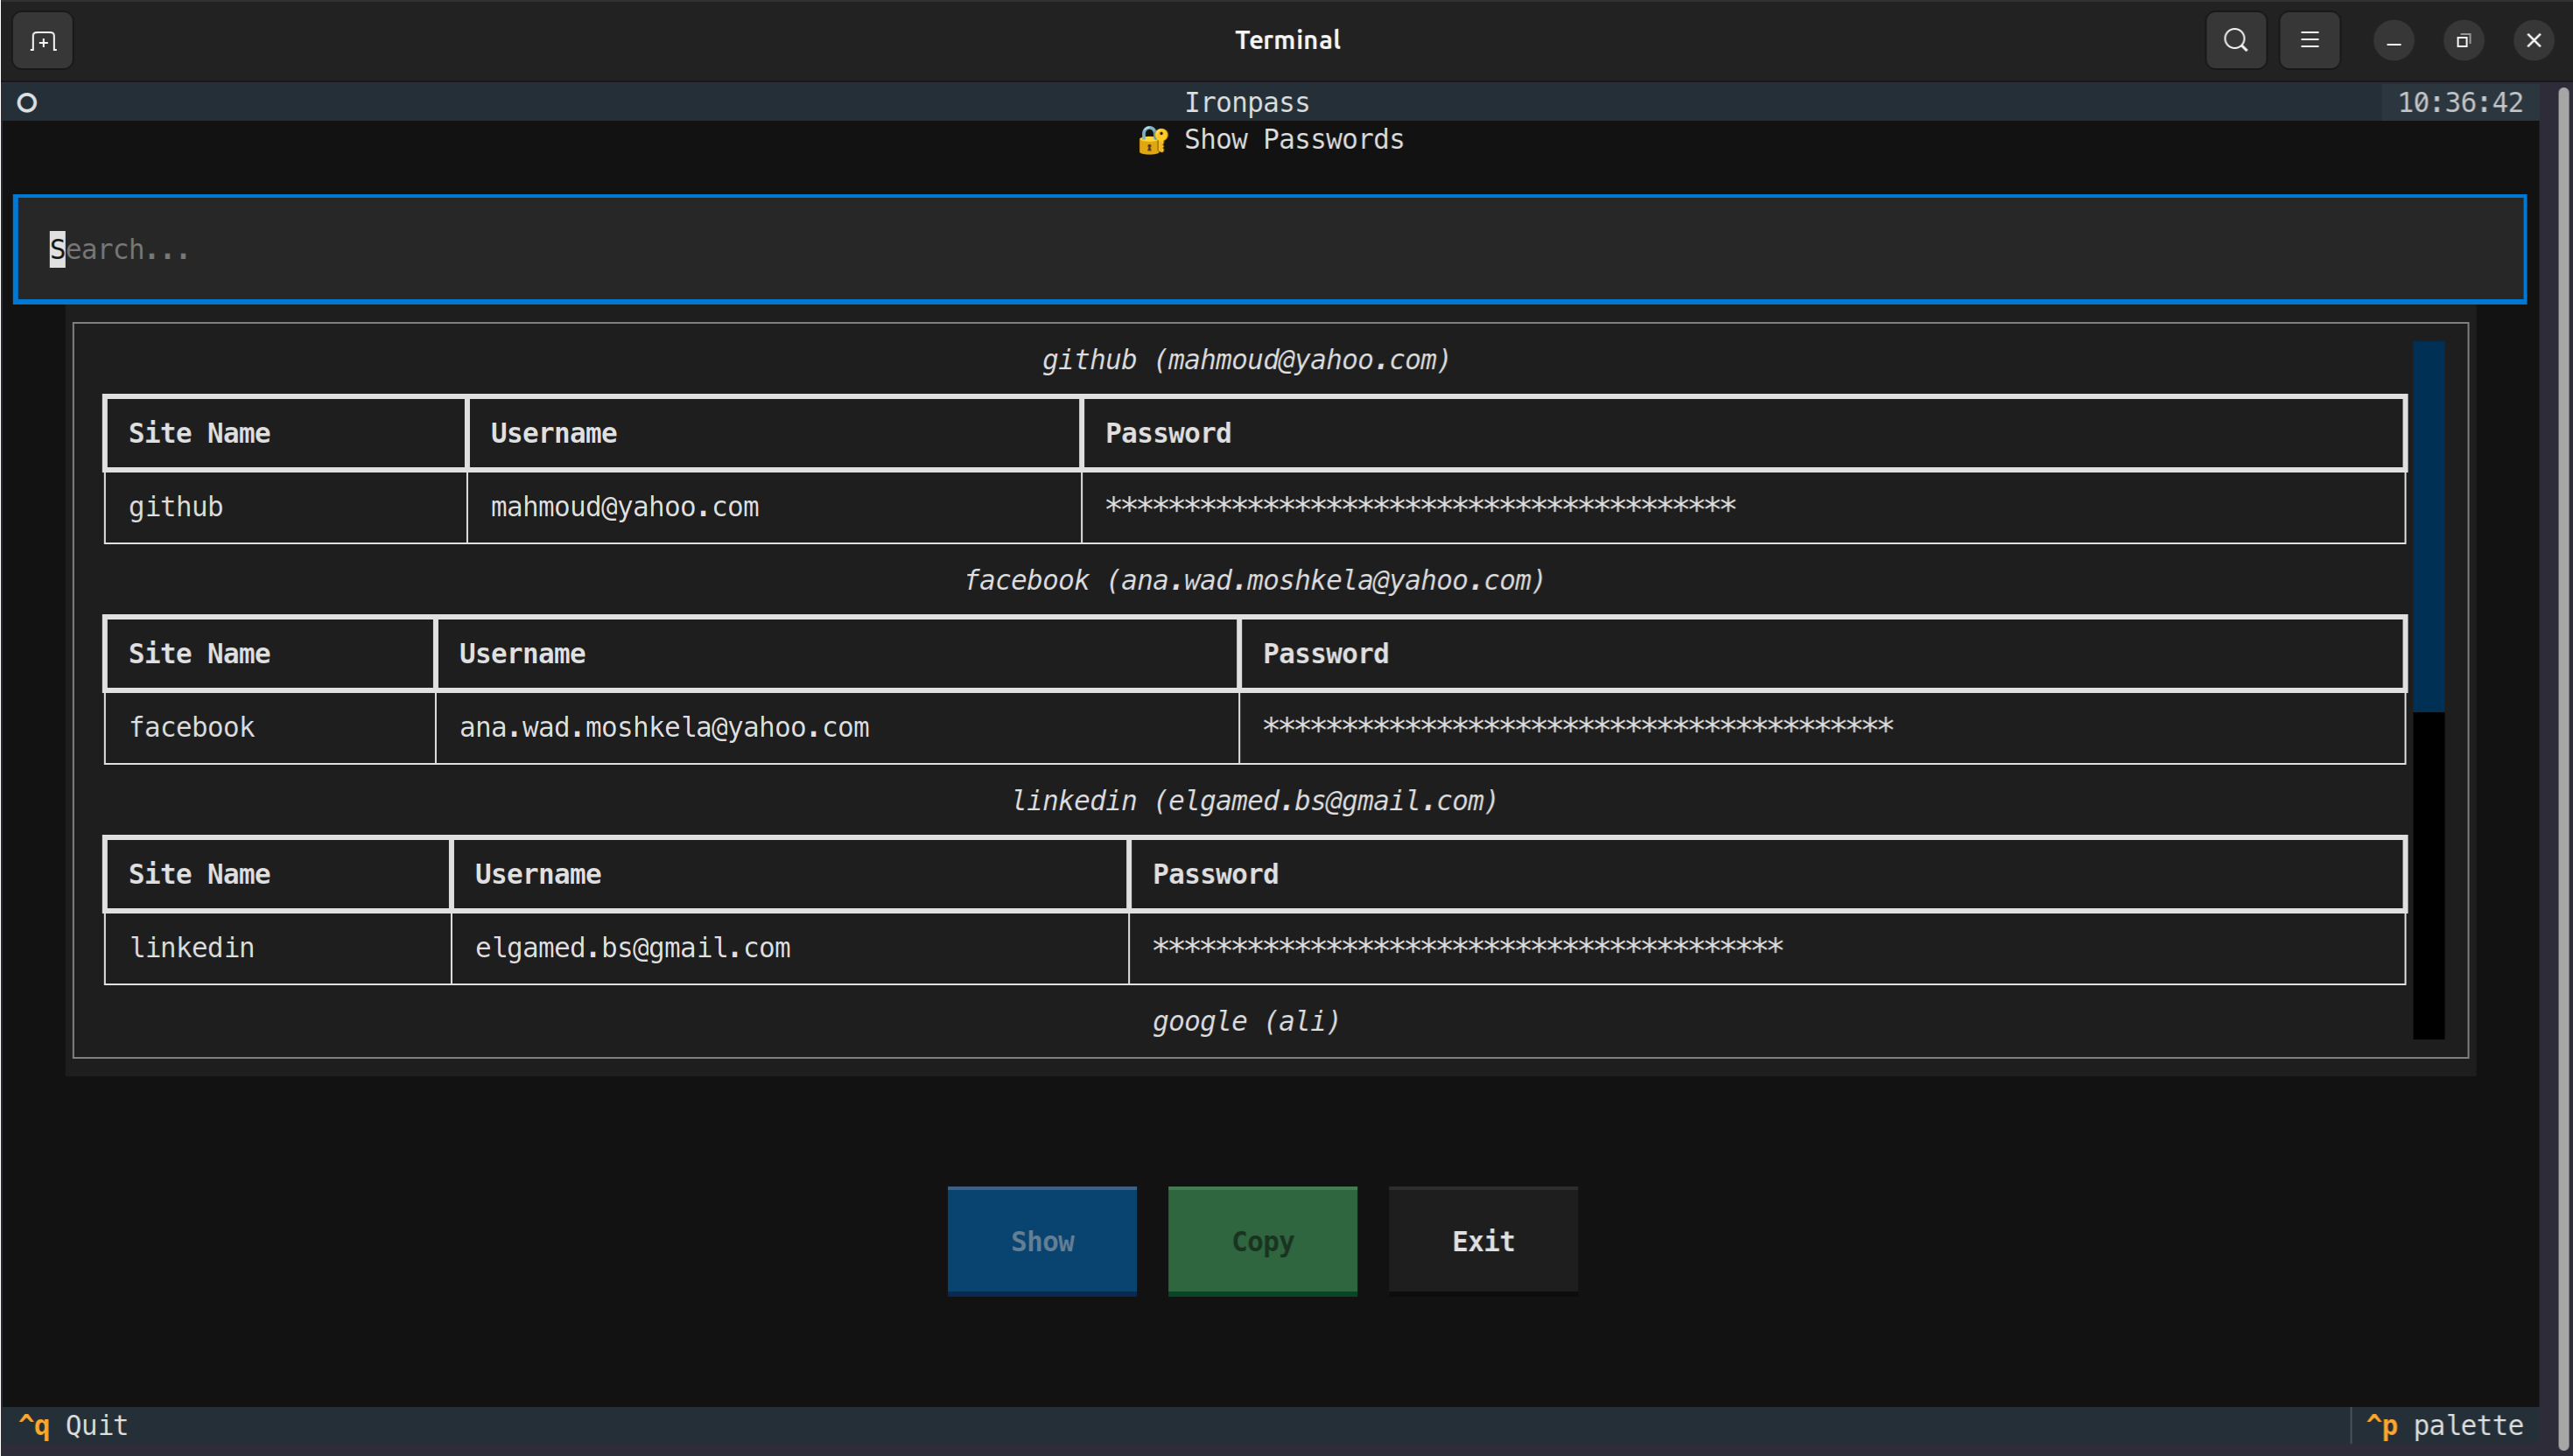 Terminal
Ironpass 10:36:42
🔐 Show Passwords
Search...
github (mahmoud@yahoo.com)
Site Name Username Password
github mahmoud@yahoo.com ****************************************
facebook (ana.wad.moshkela@yahoo.com)
Site Name Username Password
facebook ana.wad.moshkela@yahoo.com ****************************************
linkedin (elgamed.bs@gmail.com)
Site Name Username Password
linkedin elgamed.bs@gmail.com ****************************************
google (ali)
Show Copy Exit
^q Quit ^p palette